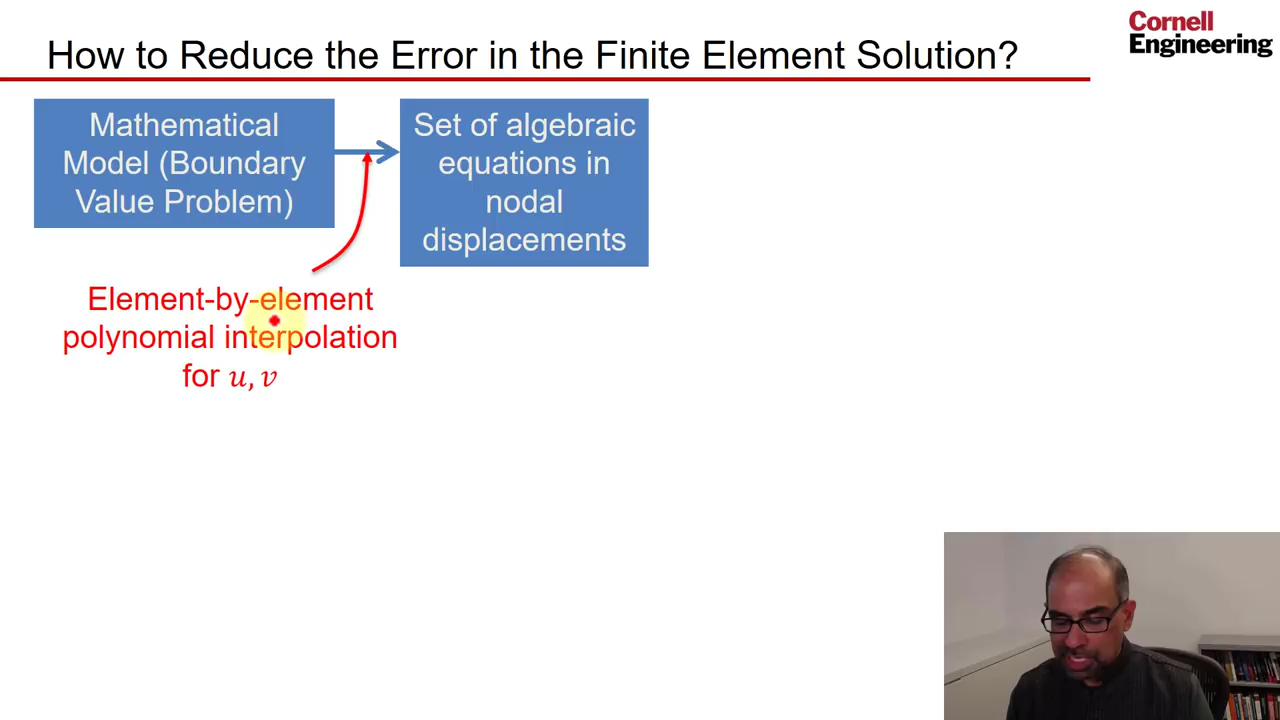 How to Reduce the Error in the Finite Element Solution?
Cornell
Engineering
Mathematical
Model (Boundary
Value Problem)
Set of algebraic
equations in
nodal
displacements
Element-by-element
polynomial interpolation
for 𝑢, 𝑣